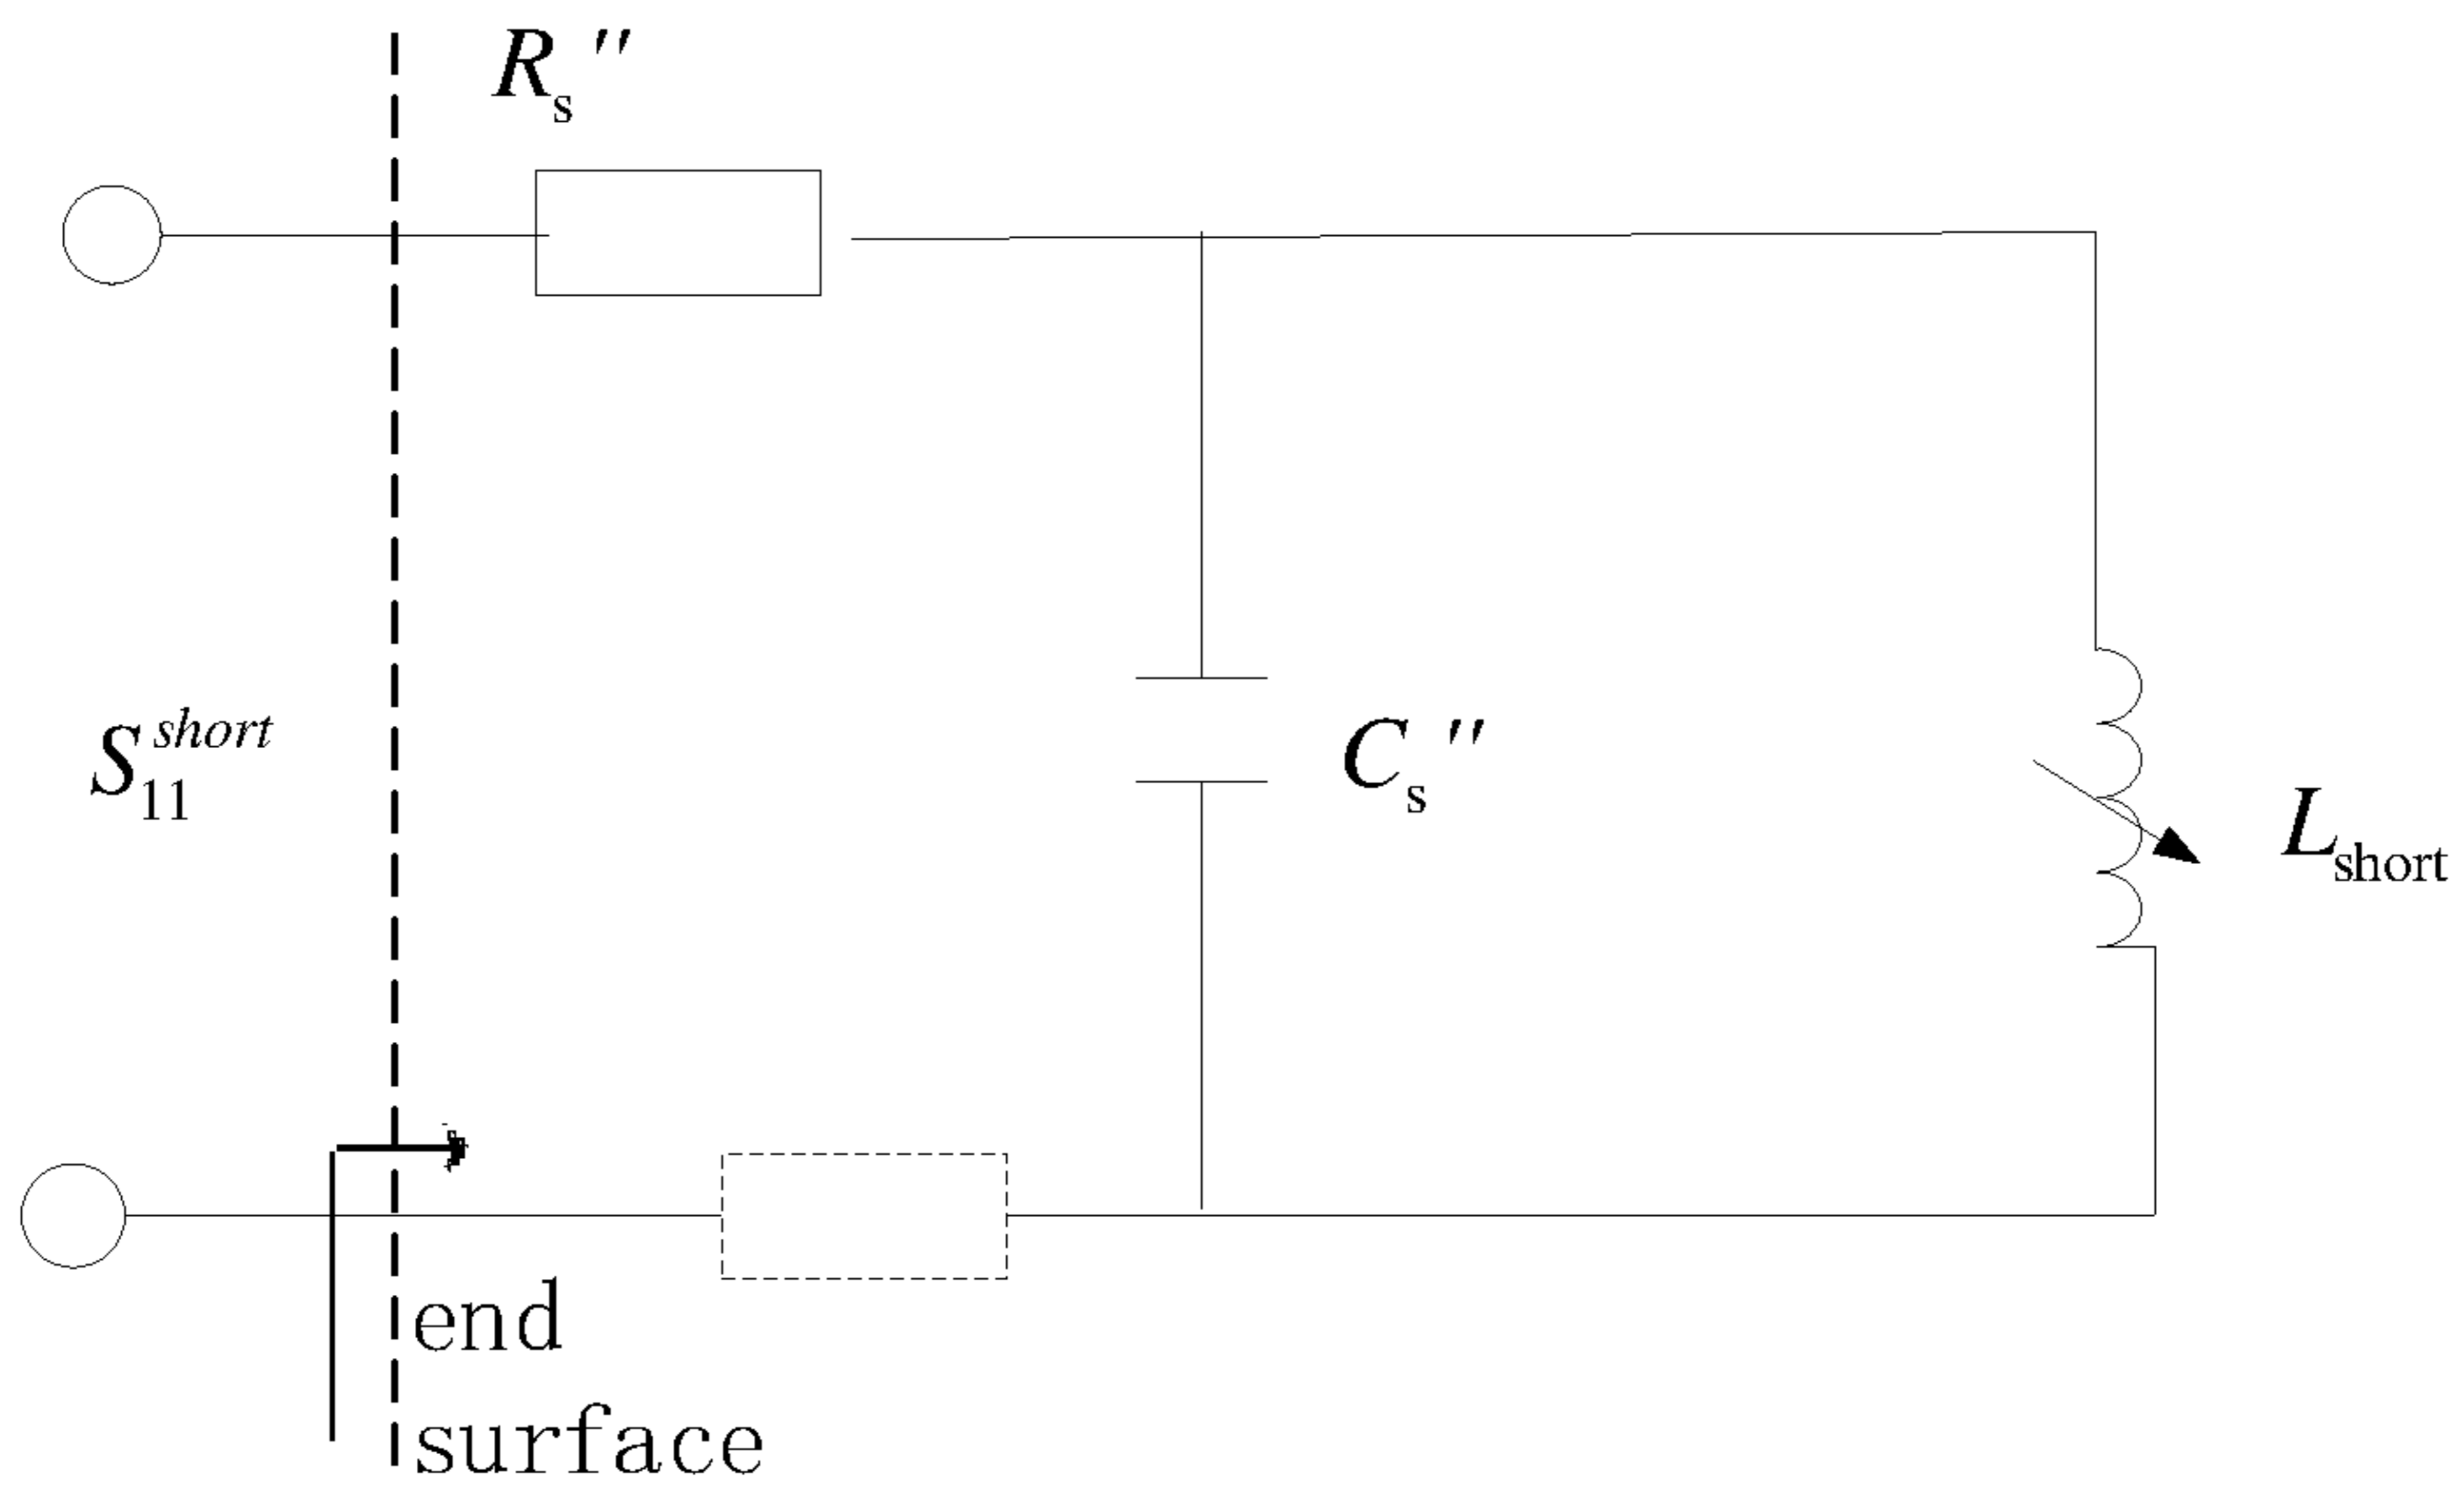 Rs″
S11short
Cs″
Lshort
end
surface